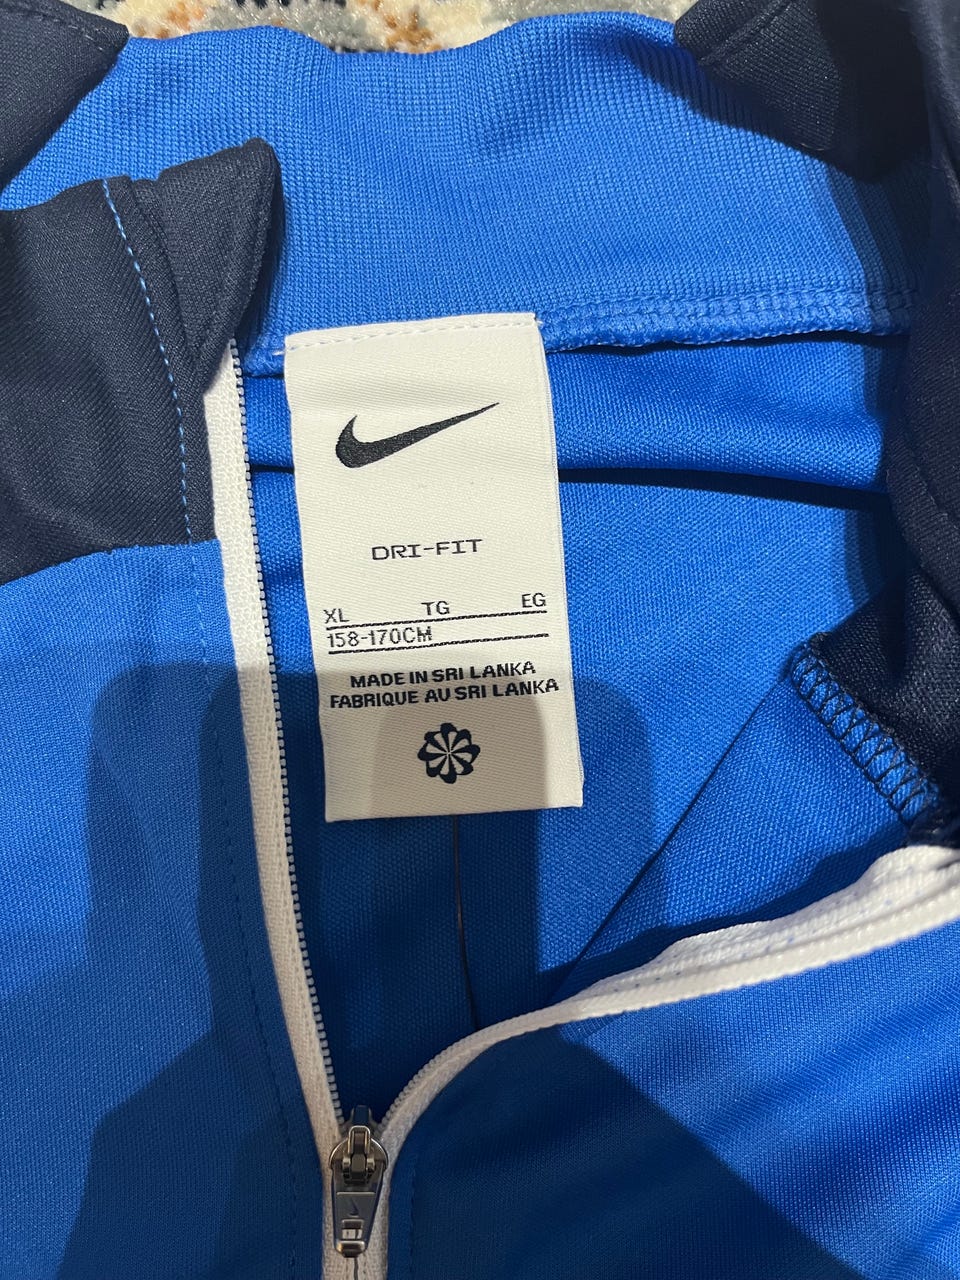 DRI-FIT
XL TG EG
158-170CM
MADE IN SRI LANKA
FABRIQUE AU SRI LANKA